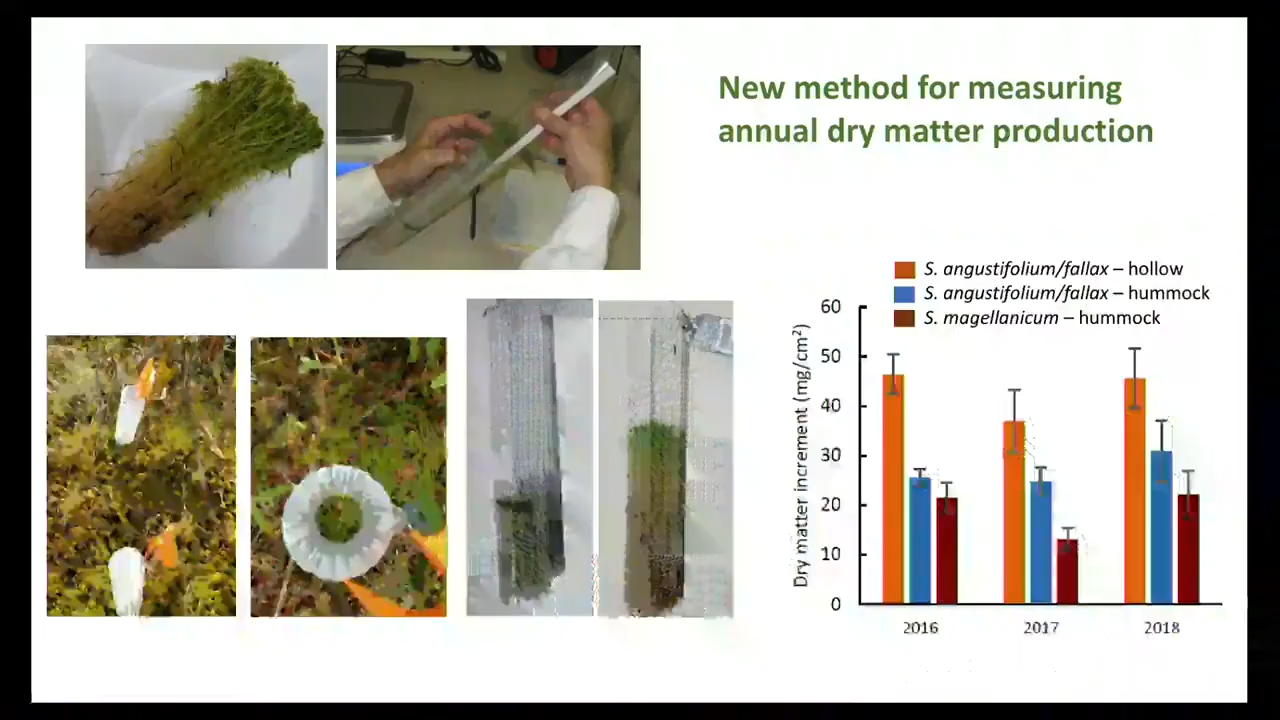 New method for measuring
annual dry matter production
S. angustifolium/fallax – hollow
S. angustifolium/fallax – hummock
S. magellanicum – hummock
Dry matter increment (mg/cm²)
60
50
40
30
20
10
0
2016
2017
2018